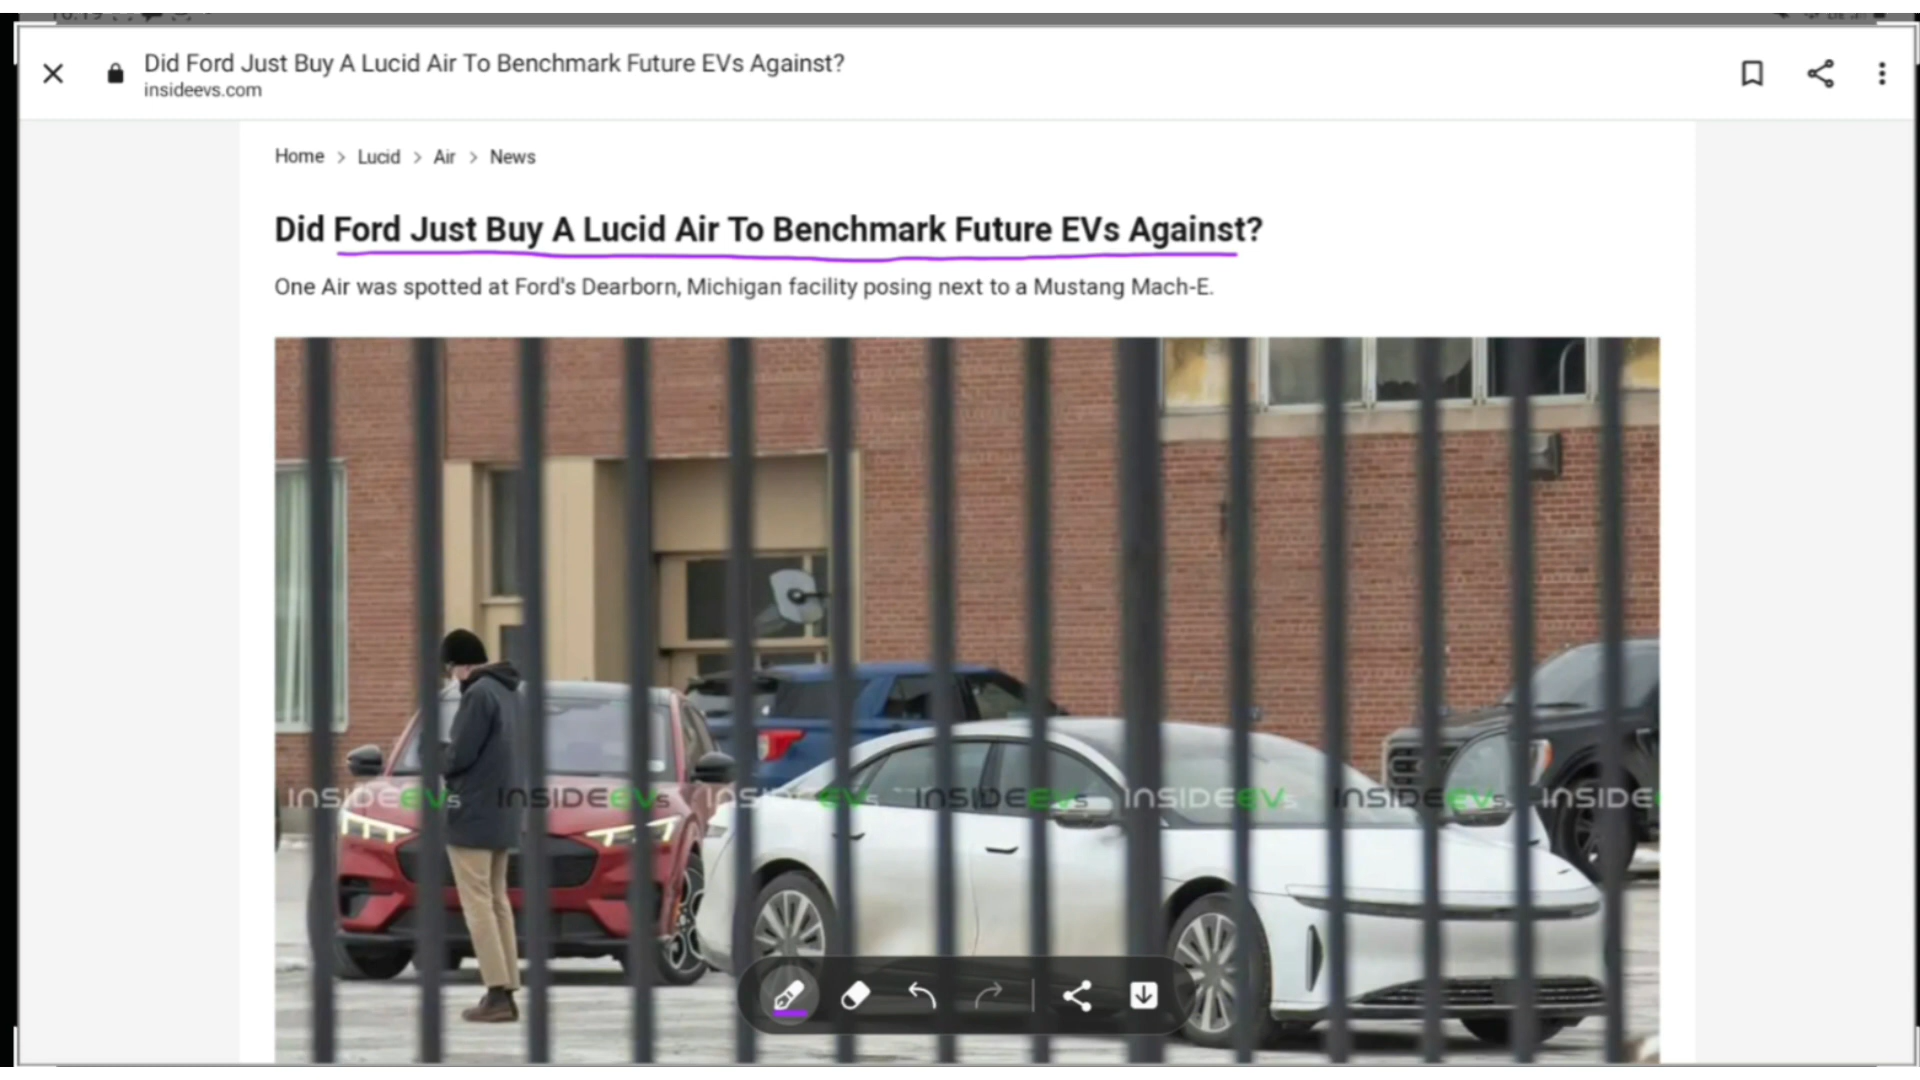 Did Ford Just Buy A Lucid Air To Benchmark Future EVs Against?
insideevs.com
Home > Lucid > Air > News
Did Ford Just Buy A Lucid Air To Benchmark Future EVs Against?
One Air was spotted at Ford's Dearborn, Michigan facility posing next to a Mustang Mach-E.
INSIDEEVs INSIDEEVs INSIDEEVs INSIDEEVs INSIDEEVs INSIDEEVs INSIDE